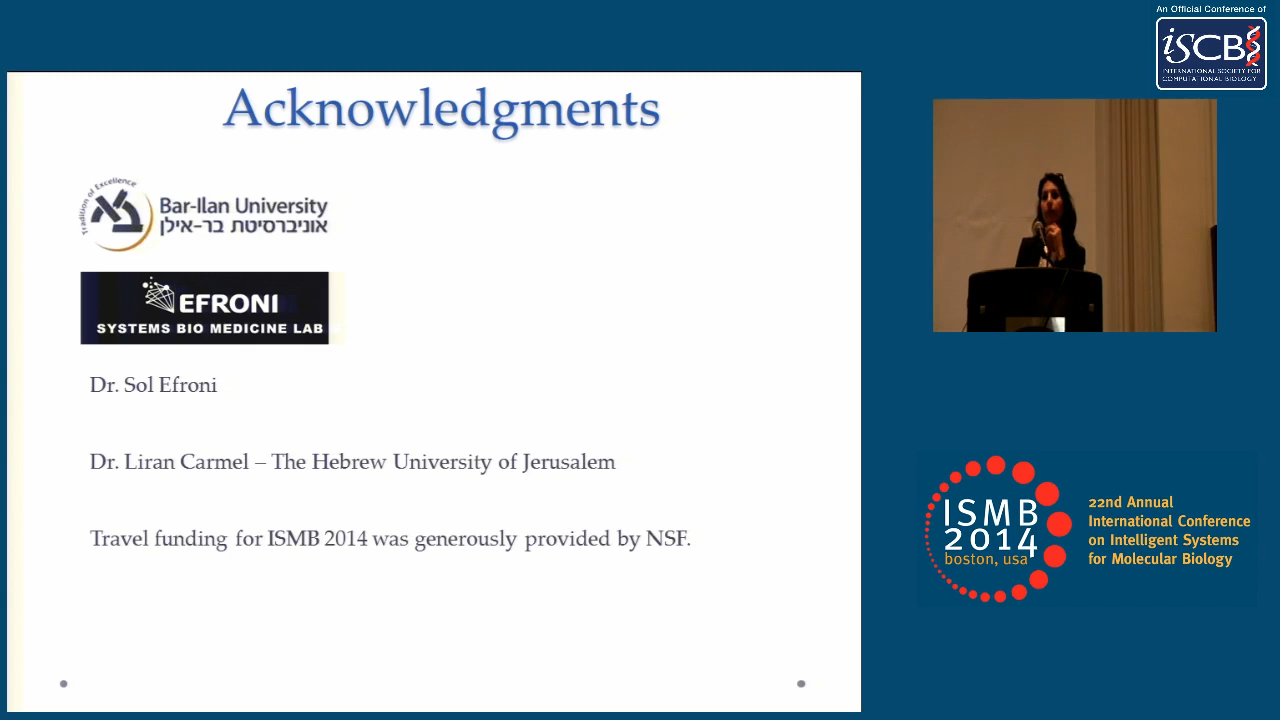 An Official Conference of
iSCB
INTERNATIONAL SOCIETY FOR
COMPUTATIONAL BIOLOGY
Acknowledgments
Tradition of Excellence
Bar-Ilan University
אוניברסיטת בר-אילן
EFRONI
SYSTEMS BIO MEDICINE LAB
Dr. Sol Efroni
Dr. Liran Carmel – The Hebrew University of Jerusalem
Travel funding for ISMB 2014 was generously provided by NSF.
ISMB
2014
boston, usa
22nd Annual
International Conference
on Intelligent Systems
for Molecular Biology